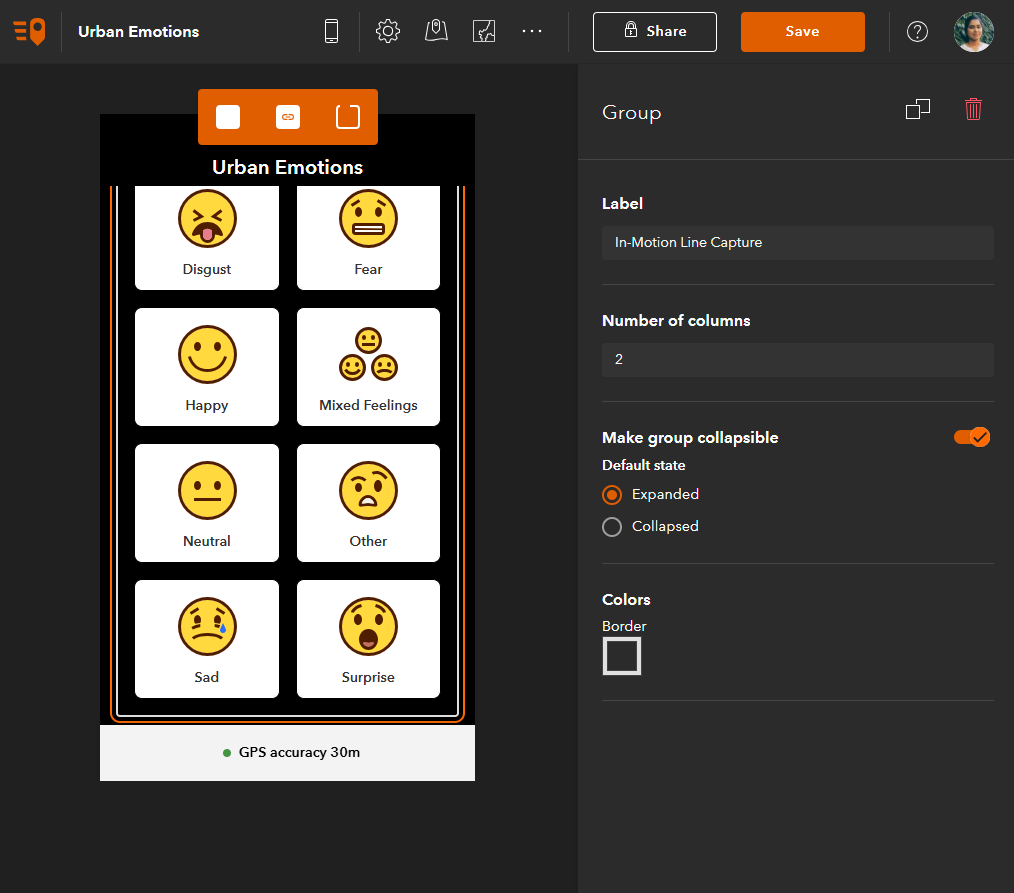 Urban Emotions
Share
Save
Urban Emotions
Disgust
Fear
Happy
Mixed Feelings
Neutral
Other
Sad
Surprise
GPS accuracy 30m
Group
Label
In-Motion Line Capture
Number of columns
2
Make group collapsible
Default state
Expanded
Collapsed
Colors
Border